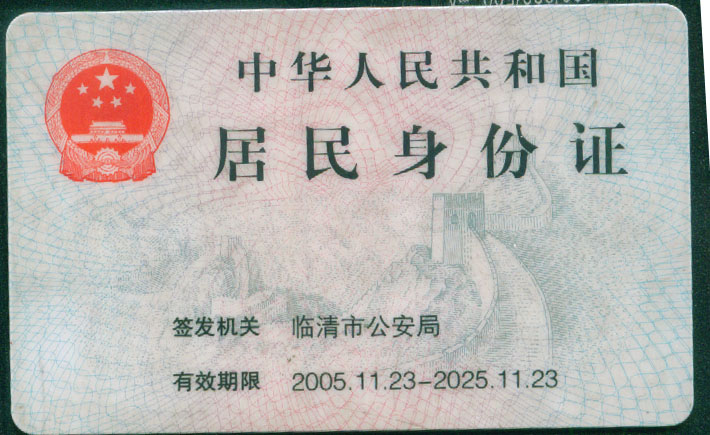 中华人民共和国
居民身份证
签发机关 临清市公安局
有效期限 2005.11.23-2025.11.23